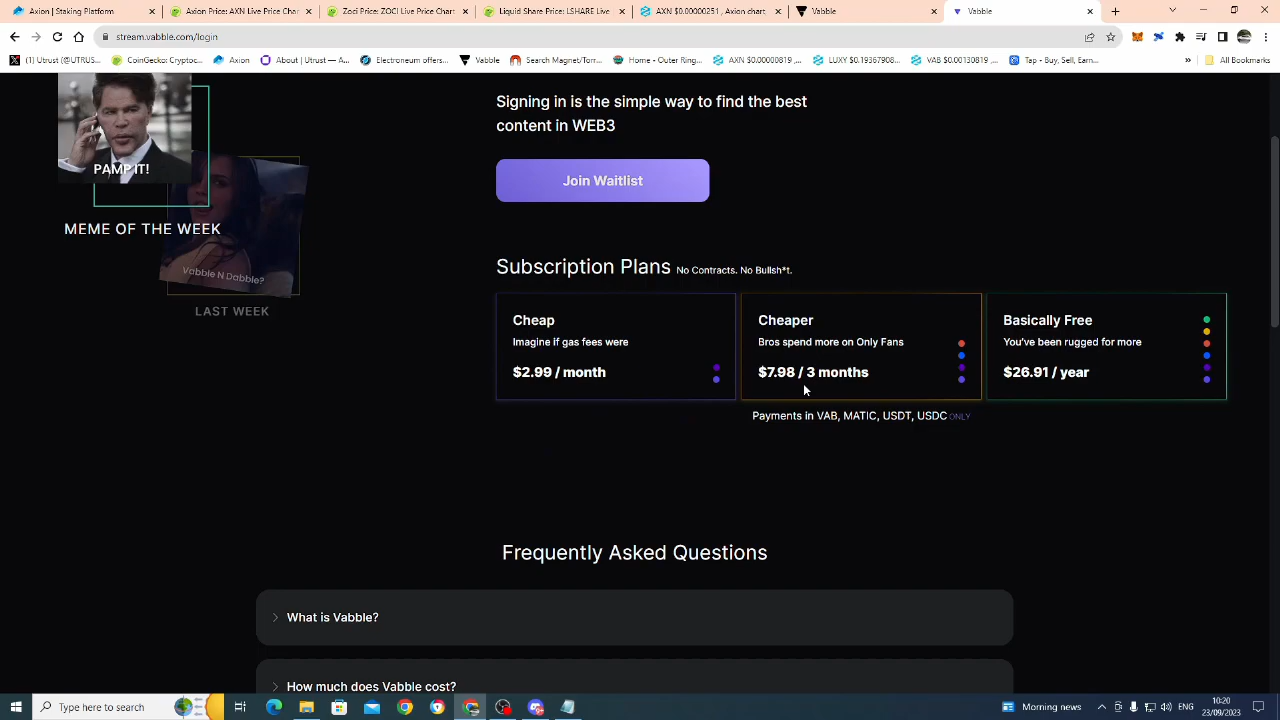 Axion | Staking Platform
Axion Price: AXN Live Price Char
Zoci Price: ZOCI Live Price Chart
Liquid Share Price: LSHARE Live
AXN $0.00000251 , Axion chart
Vabble
Vabble
stream.vabble.com/login
(1) Utrust (@UTRUS...
CoinGecko: Cryptoc...
Axion
About | Utrust — A...
Electroneum offers...
Vabble
Search Magnet/Torr...
Home - Outer Ring...
AXN $0.00000819 ,...
LUXY $0.19367908...
VAB $0.00130819 ,...
Tap - Buy, Sell, Earn...
»
All Bookmarks
Signing in is the simple way to find the best
content in WEB3
PAMP IT!
Join Waitlist
MEME OF THE WEEK
Vabble N Dabble?
LAST WEEK
Subscription Plans No Contracts. No Bullsh*t.
Cheap
Imagine if gas fees were
$2.99 / month
Cheaper
Bros spend more on Only Fans
$7.98 / 3 months
Basically Free
You've been rugged for more
$26.91 / year
Payments in VAB, MATIC, USDT, USDC ONLY
Frequently Asked Questions
What is Vabble?
How much does Vabble cost?
Type here to search
Morning news
ENG
10:20
23/09/2023